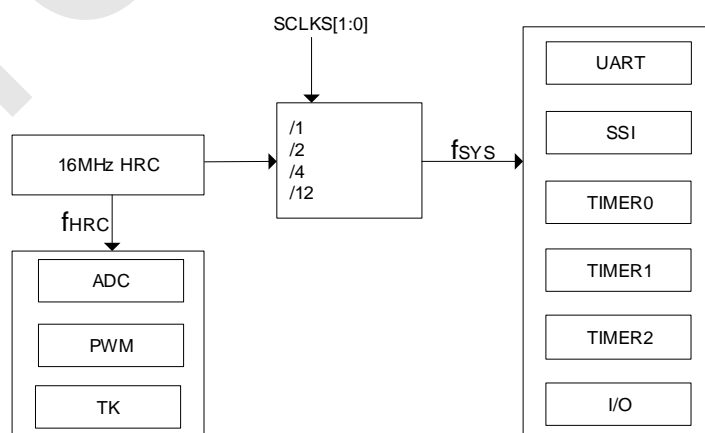 SCLKS[1:0]
16MHz HRC
/1
/2
/4
/12
fSYS
fHRC
ADC
PWM
TK
UART
SSI
TIMER0
TIMER1
TIMER2
I/O